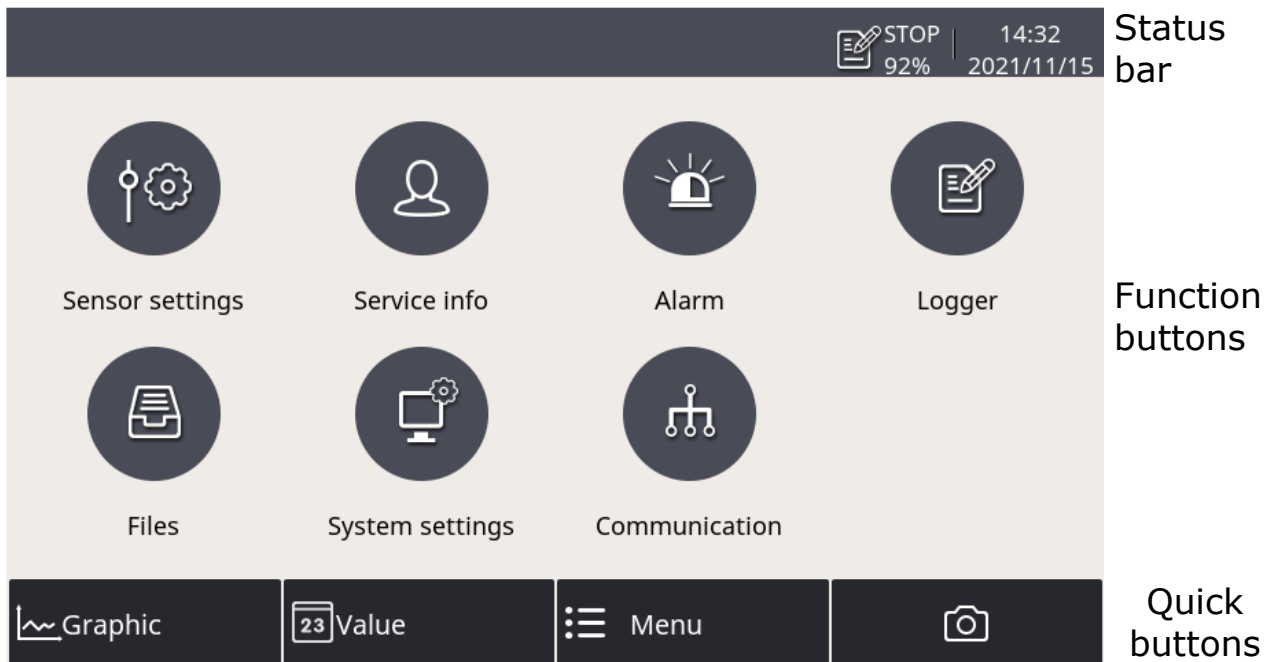 STOP
92%
14:32
2021/11/15
Status
bar
Sensor settings
Service info
Alarm
Logger
Function
buttons
Files
System settings
Communication
Graphic
23 Value
Menu
Quick
buttons